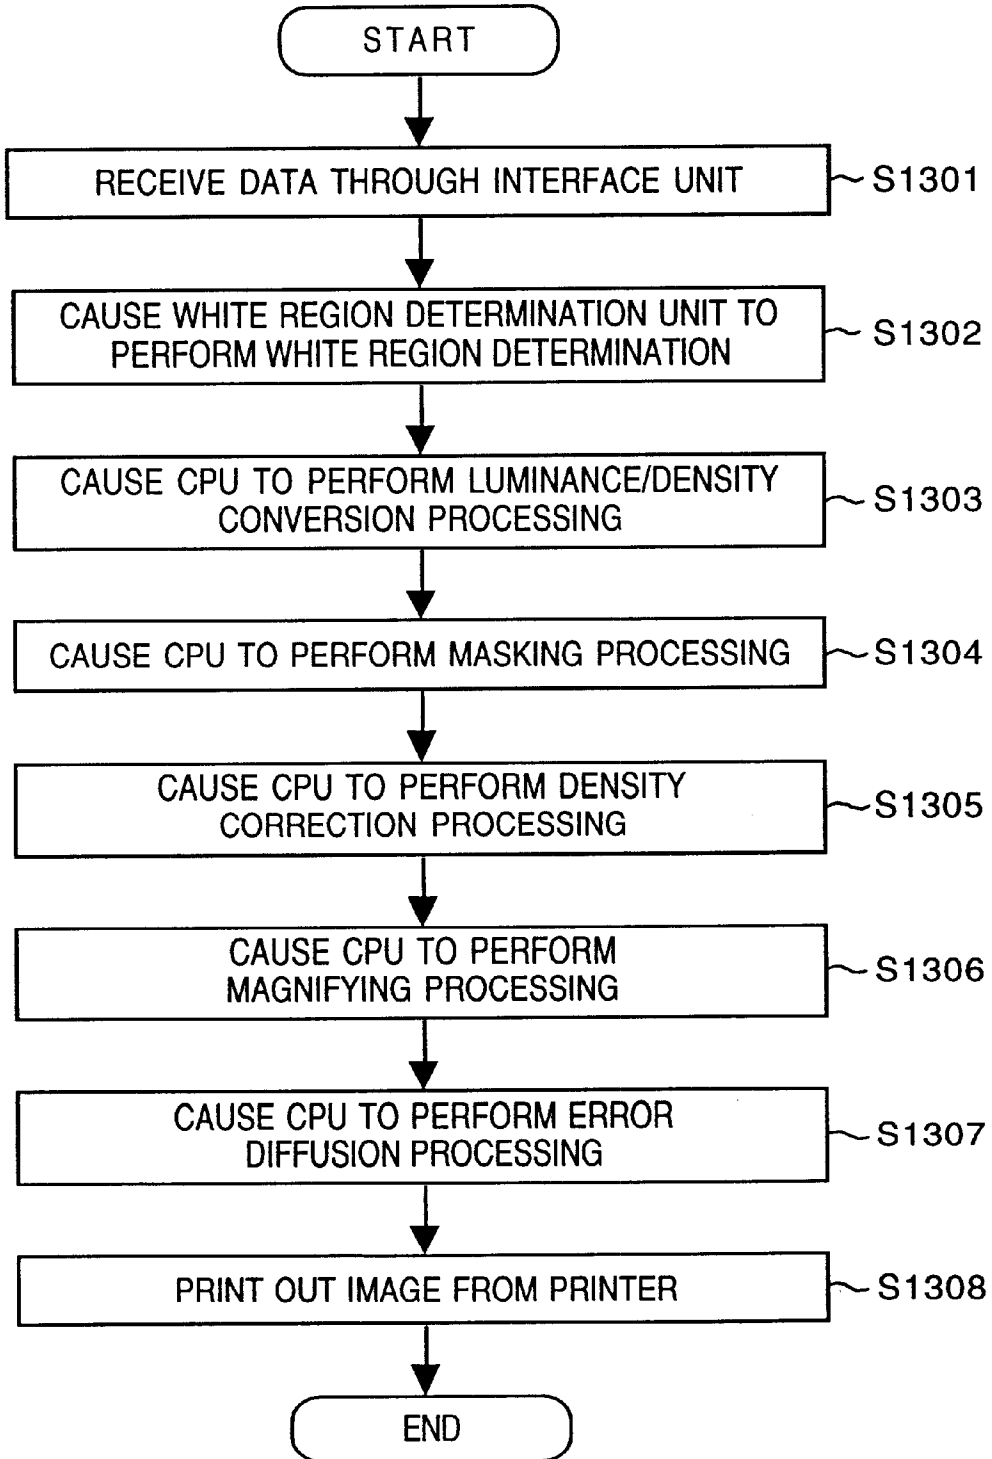 START
RECEIVE DATA THROUGH INTERFACE UNIT
S1301
CAUSE WHITE REGION DETERMINATION UNIT TO
PERFORM WHITE REGION DETERMINATION
S1302
CAUSE CPU TO PERFORM LUMINANCE/DENSITY
CONVERSION PROCESSING
S1303
CAUSE CPU TO PERFORM MASKING PROCESSING
S1304
CAUSE CPU TO PERFORM DENSITY
CORRECTION PROCESSING
S1305
CAUSE CPU TO PERFORM
MAGNIFYING PROCESSING
S1306
CAUSE CPU TO PERFORM ERROR
DIFFUSION PROCESSING
S1307
PRINT OUT IMAGE FROM PRINTER
S1308
END